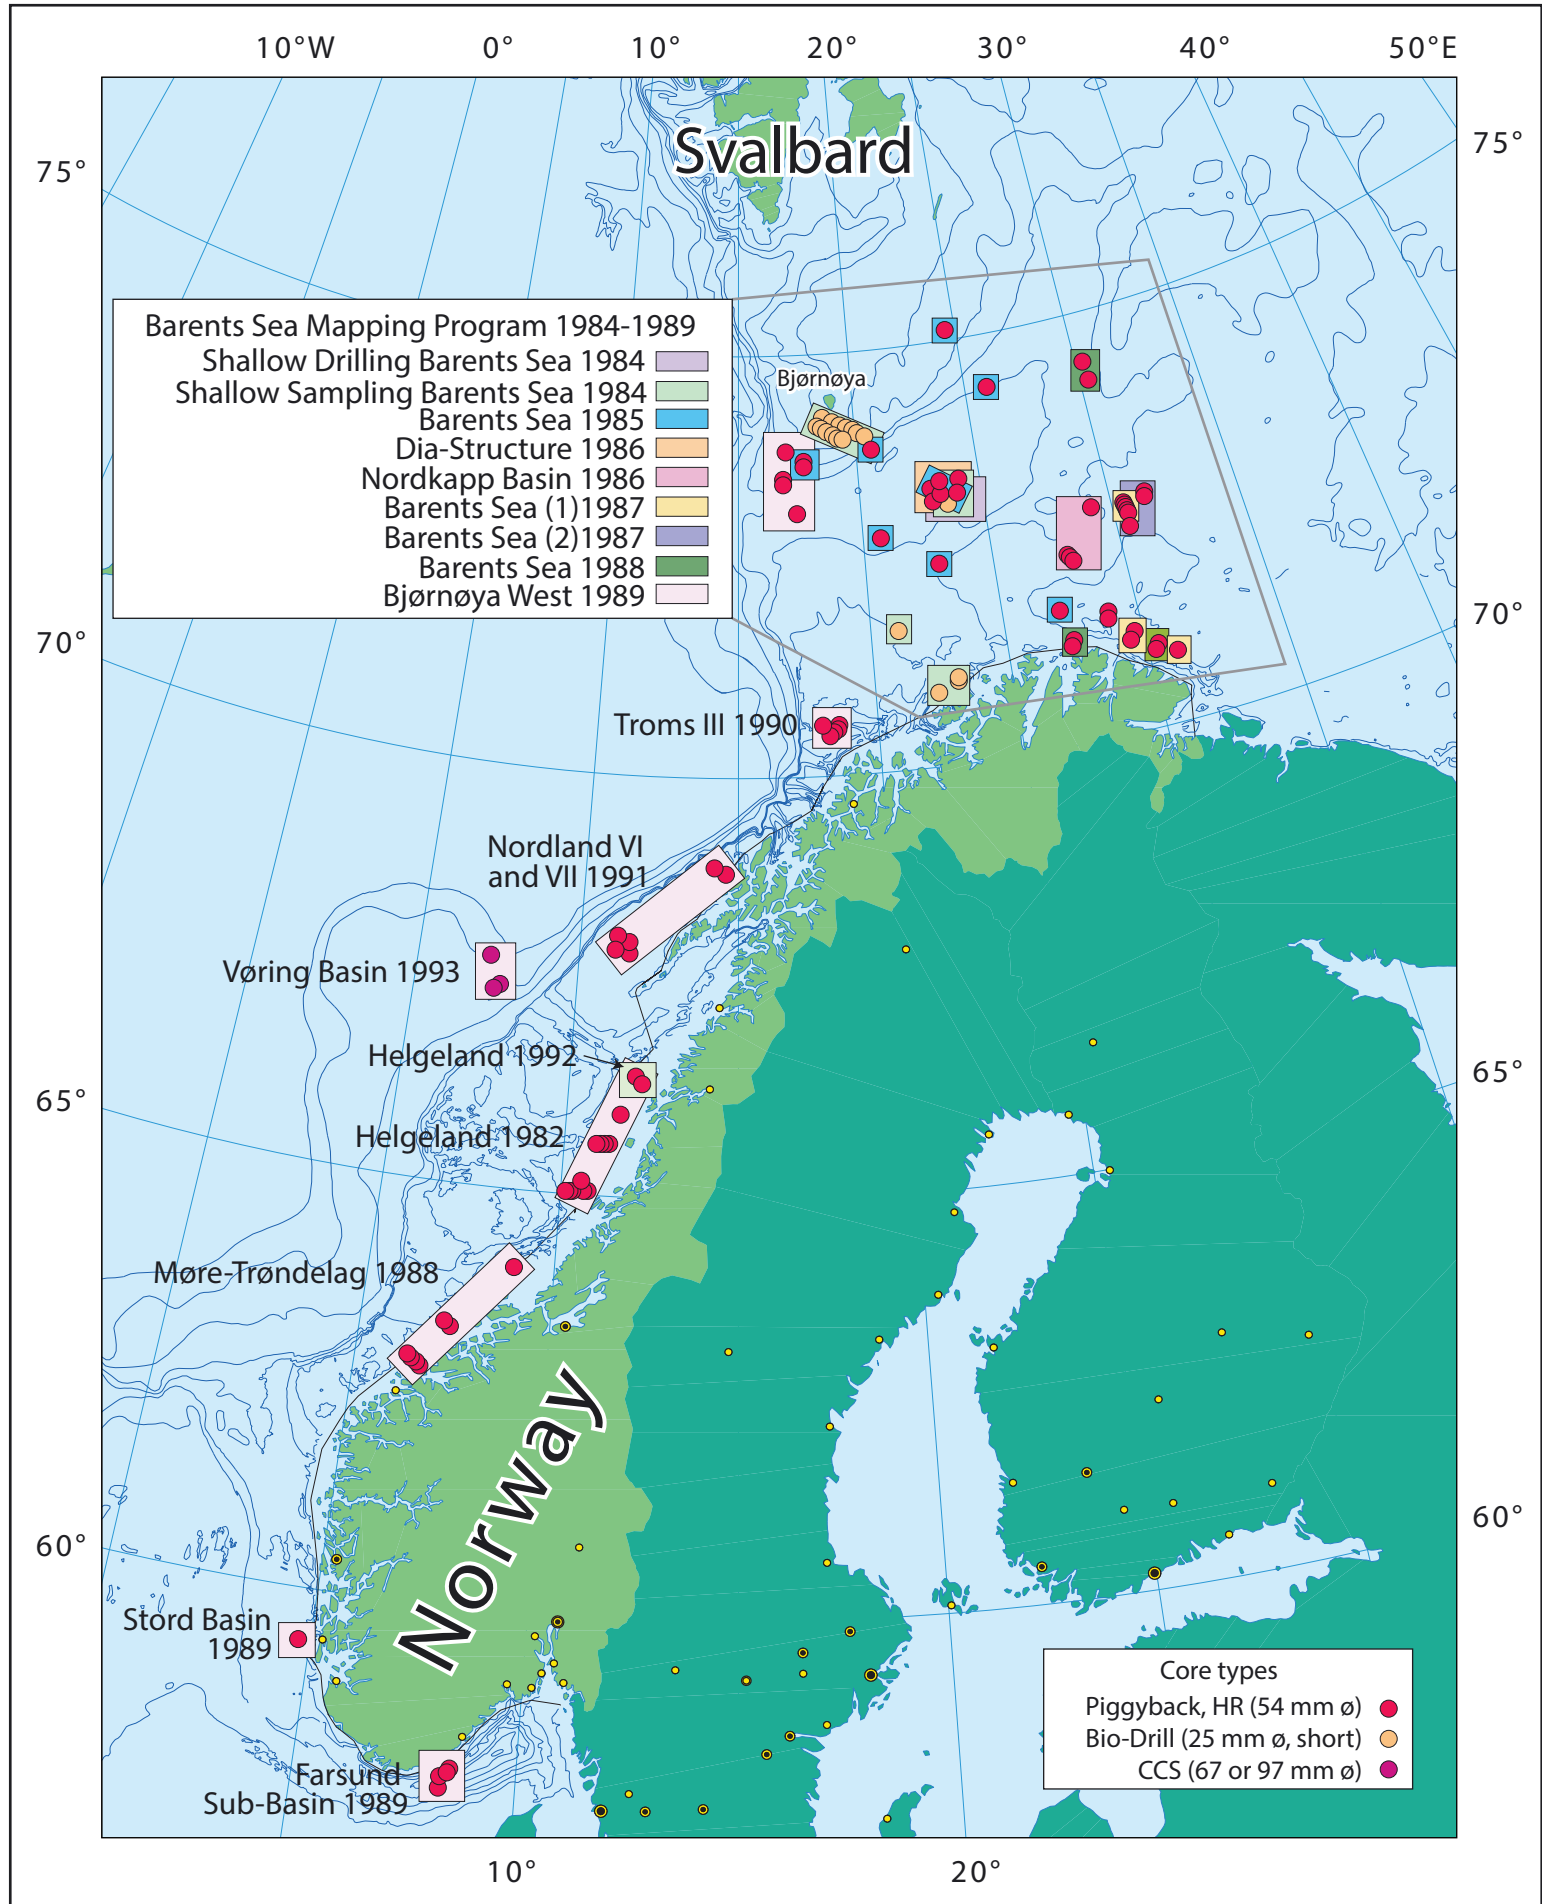 10°W 0° 10° 20° 30° 40° 50°E
75°
75°
Svalbard
Barents Sea Mapping Program 1984-1989
Shallow Drilling Barents Sea 1984
Shallow Sampling Barents Sea 1984
Barents Sea 1985
Dia-Structure 1986
Nordkapp Basin 1986
Barents Sea (1)1987
Barents Sea (2)1987
Barents Sea 1988
Bjørnøya West 1989
Bjørnøya
70°
70°
Troms III 1990
Nordland VI
and VII 1991
Vøring Basin 1993
Helgeland 1992
65°
65°
Helgeland 1982
Møre-Trøndelag 1988
Norway
60°
60°
Stord Basin
1989
Farsund
Sub-Basin 1989
Core types
Piggyback, HR (54 mm ø)
Bio-Drill (25 mm ø, short)
CCS (67 or 97 mm ø)
10° 20°